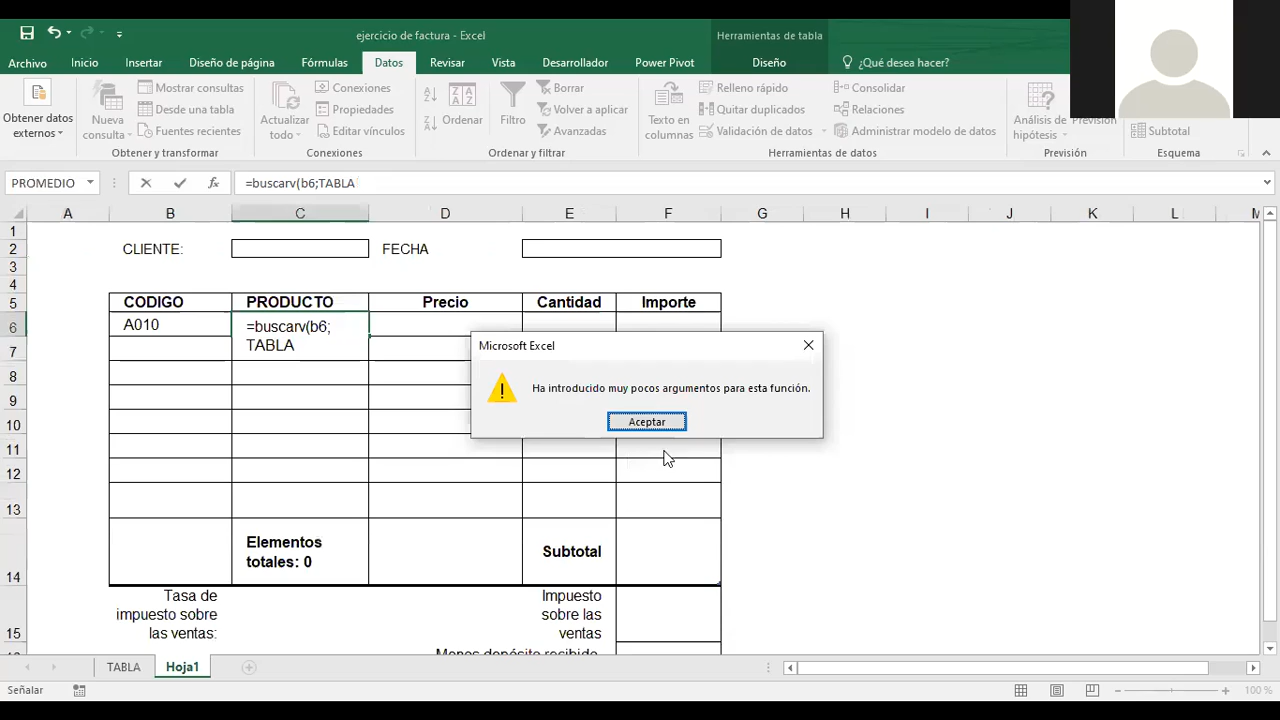 ejercicio de factura - Excel
Herramientas de tabla
Archivo Inicio Insertar Diseño de página Fórmulas Datos Revisar Vista Desarrollador Power Pivot Diseño ¿Qué desea hacer?
Obtener datos externos
Nueva consulta
Mostrar consultas
Desde una tabla
Fuentes recientes
Obtener y transformar
Actualizar todo
Conexiones
Propiedades
Editar vínculos
Conexiones
Ordenar
Filtro
Borrar
Volver a aplicar
Avanzadas
Ordenar y filtrar
Texto en columnas
Relleno rápido
Quitar duplicados
Validación de datos
Consolidar
Relaciones
Administrar modelo de datos
Herramientas de datos
Análisis de hipótesis
Previsión
Previsión
Subtotal
Esquema
PROMEDIO fx =buscarv(b6;TABLA
A B C D E F G H I J K L M
1
2 CLIENTE: FECHA
3
4
5 CODIGO PRODUCTO Precio Cantidad Importe
6 A010 =buscarv(b6;
7 TABLA
8
9
10
11
12
13
Elementos
totales: 0
Subtotal
14
Tasa de
impuesto sobre
las ventas:
Impuesto
sobre las
ventas
15
Menos depósito recibido
Microsoft Excel
Ha introducido muy pocos argumentos para esta función.
Aceptar
TABLA Hoja1
Señalar 100 %